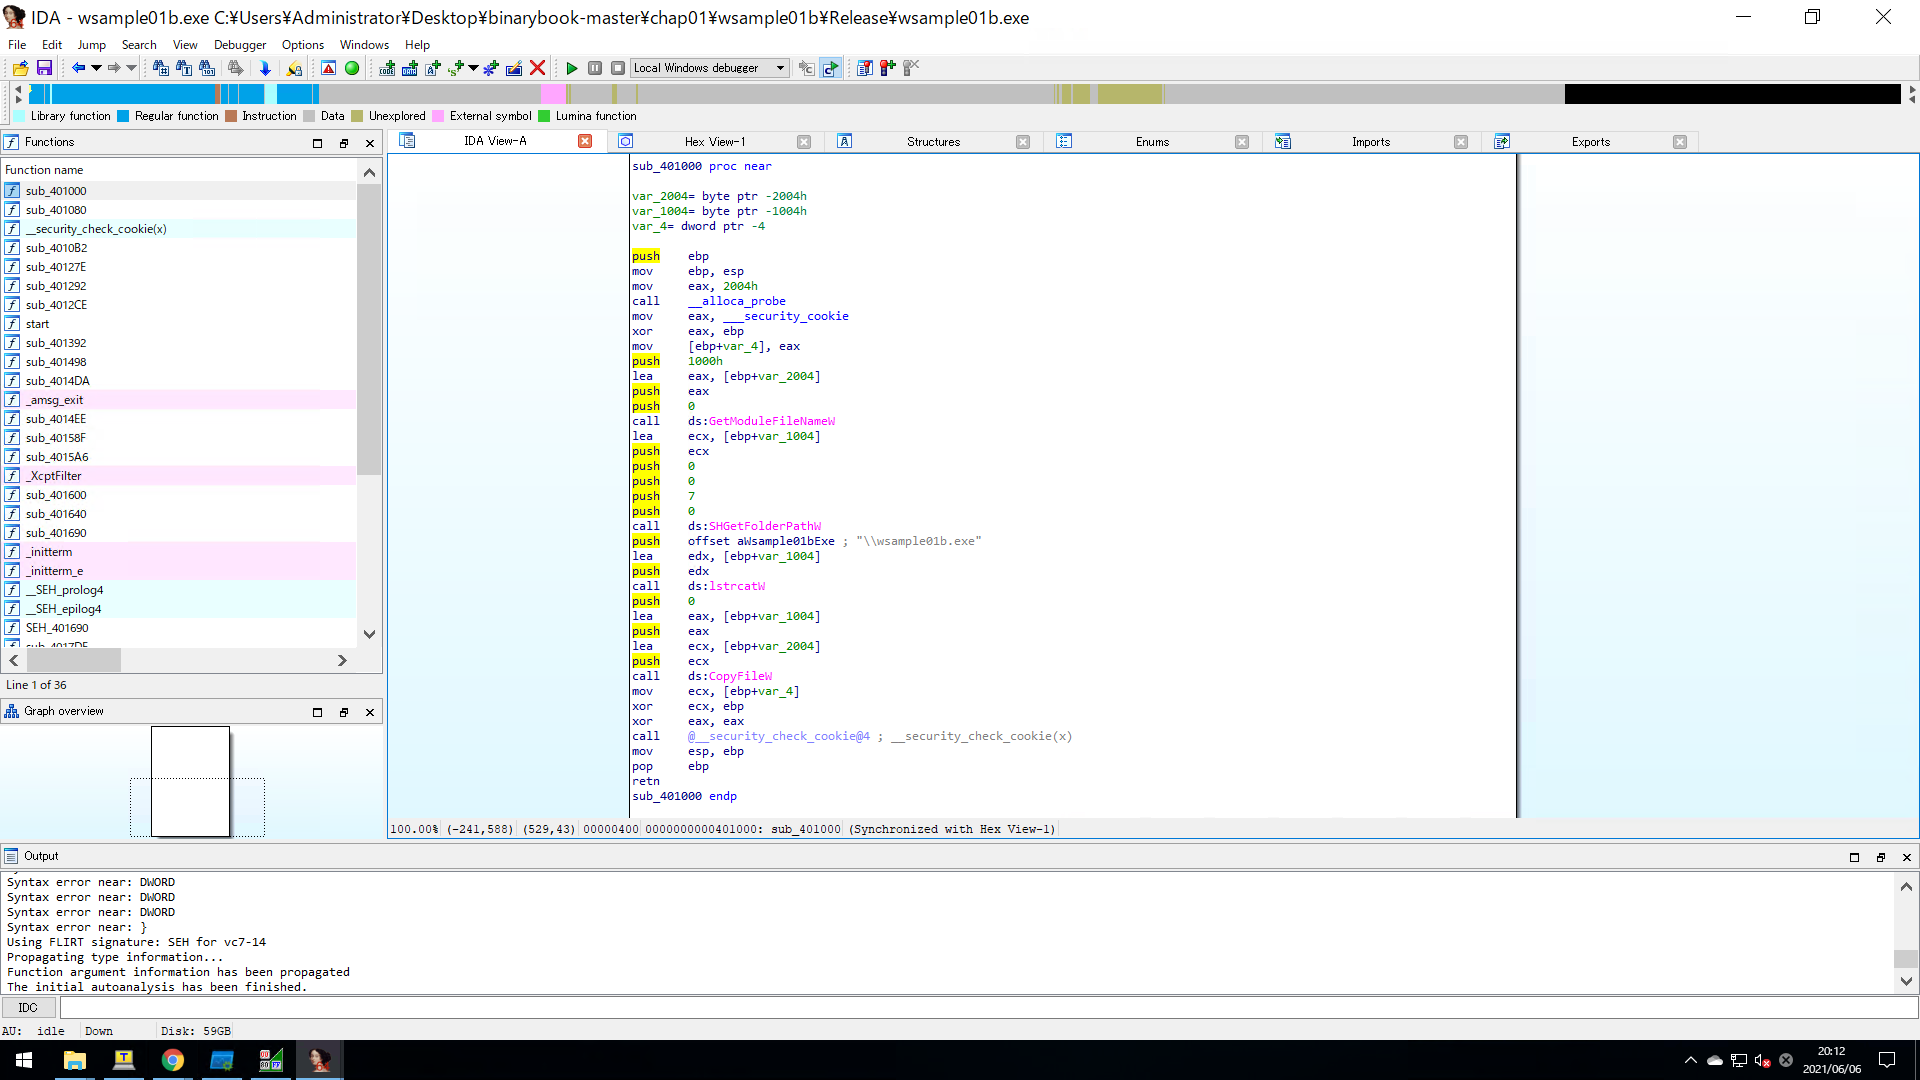 IDA - wsample01b.exe C:¥Users¥Administrator¥Desktop¥binarybook-master¥chap01¥wsample01b¥Release¥wsample01b.exe
File Edit Jump Search View Debugger Options Windows Help
Local Windows debugger
Library function Regular function Instruction Data Unexplored External symbol Lumina function
Functions
Function name
sub_401000
sub_401080
__security_check_cookie(x)
sub_4010B2
sub_40127E
sub_401292
sub_4012CE
start
sub_401392
sub_401498
sub_4014DA
_amsg_exit
sub_4014EE
sub_40158F
sub_4015A6
_XcptFilter
sub_401600
sub_401640
sub_401690
_initterm
_initterm_e
__SEH_prolog4
__SEH_epilog4
SEH_401690
Line 1 of 36
Graph overview
IDA View-A Hex View-1 Structures Enums Imports Exports
sub_401000 proc near
var_2004= byte ptr -2004h
var_1004= byte ptr -1004h
var_4= dword ptr -4
push ebp
mov ebp, esp
mov eax, 2004h
call __alloca_probe
mov eax, ___security_cookie
xor eax, ebp
mov [ebp+var_4], eax
push 1000h
lea eax, [ebp+var_2004]
push eax
push 0
call ds:GetModuleFileNameW
lea ecx, [ebp+var_1004]
push ecx
push 0
push 0
push 7
push 0
call ds:SHGetFolderPathW
push offset aWsample01bExe ; "\\wsample01b.exe"
lea edx, [ebp+var_1004]
push edx
call ds:lstrcatW
push 0
lea eax, [ebp+var_1004]
push eax
lea ecx, [ebp+var_2004]
push ecx
call ds:CopyFileW
mov ecx, [ebp+var_4]
xor ecx, ebp
xor eax, eax
call @__security_check_cookie@4 ; __security_check_cookie(x)
mov esp, ebp
pop ebp
retn
sub_401000 endp
100.00% (-241,588) (529,43) 00000400 0000000000401000: sub_401000 (Synchronized with Hex View-1)
Output
Syntax error near: DWORD
Syntax error near: DWORD
Syntax error near: DWORD
Syntax error near: }
Using FLIRT signature: SEH for vc7-14
Propagating type information...
Function argument information has been propagated
The initial autoanalysis has been finished.
IDC
AU: idle Down Disk: 59GB
20:12
2021/06/06